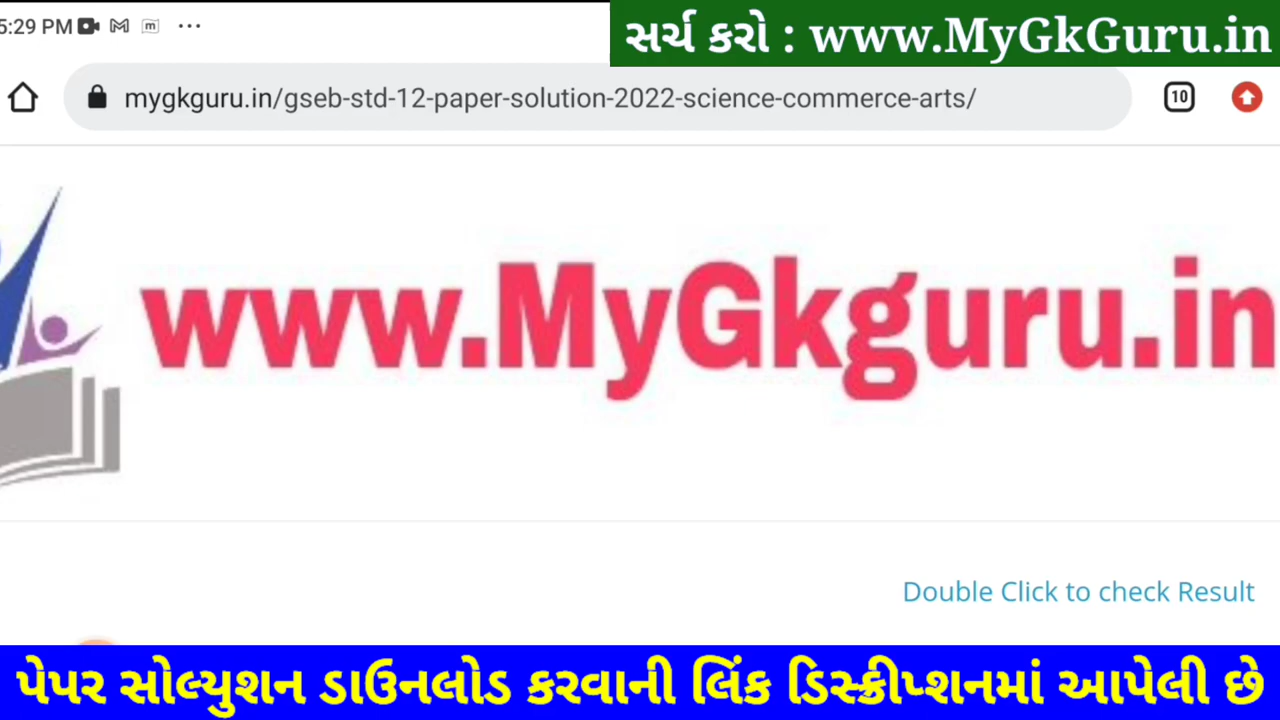 5:29 PM
સર્ચ કરો : www.MyGkGuru.in
mygkguru.in/gseb-std-12-paper-solution-2022-science-commerce-arts/
10
www.MyGkguru.in
Double Click to check Result
પેપર સોલ્યુશન ડાઉનલોડ કરવાની લિંક ડિસ્ક્રીપ્શનમાં આપેલી છે